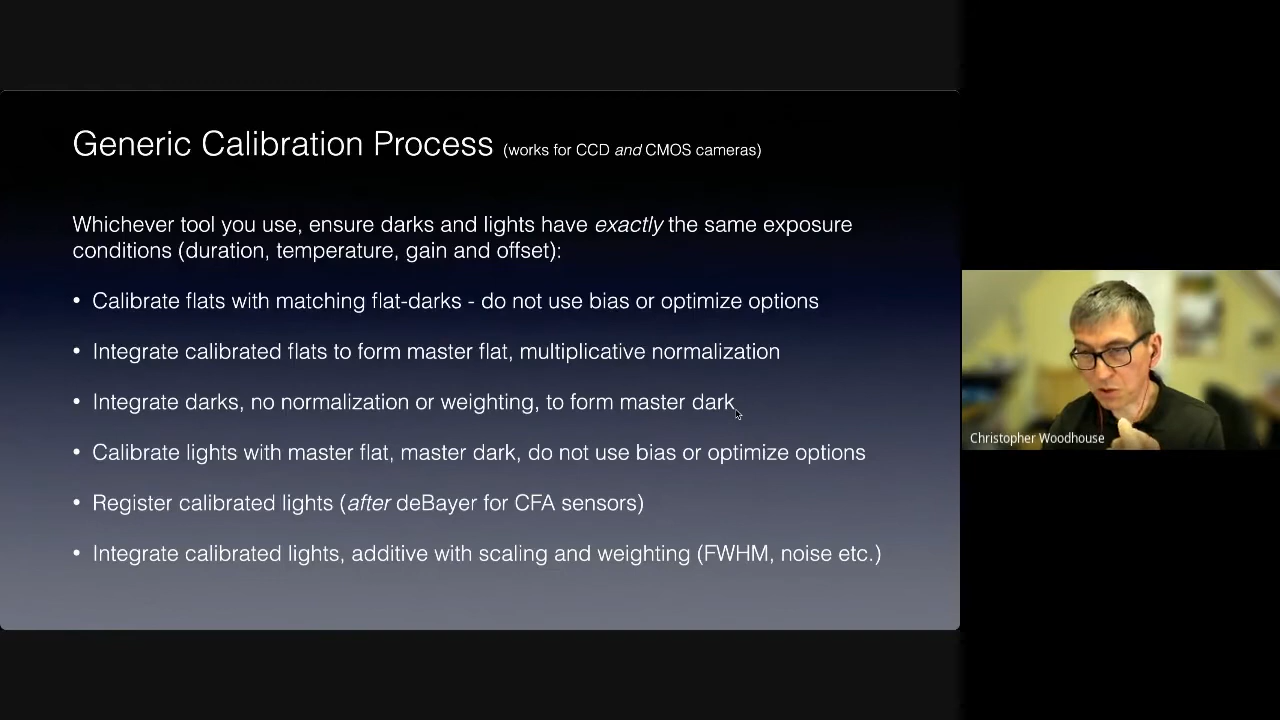 Generic Calibration Process (works for CCD and CMOS cameras)
Whichever tool you use, ensure darks and lights have exactly the same exposure
conditions (duration, temperature, gain and offset):
• Calibrate flats with matching flat-darks - do not use bias or optimize options
• Integrate calibrated flats to form master flat, multiplicative normalization
• Integrate darks, no normalization or weighting, to form master dark
• Calibrate lights with master flat, master dark, do not use bias or optimize options
• Register calibrated lights (after deBayer for CFA sensors)
• Integrate calibrated lights, additive with scaling and weighting (FWHM, noise etc.)
Christopher Woodhouse